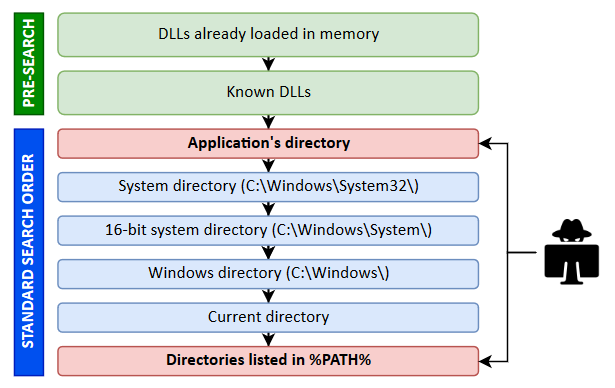 PRE-SEARCH
DLLs already loaded in memory
Known DLLs
STANDARD SEARCH ORDER
Application's directory
System directory (C:\Windows\System32\)
16-bit system directory (C:\Windows\System\)
Windows directory (C:\Windows\)
Current directory
Directories listed in %PATH%